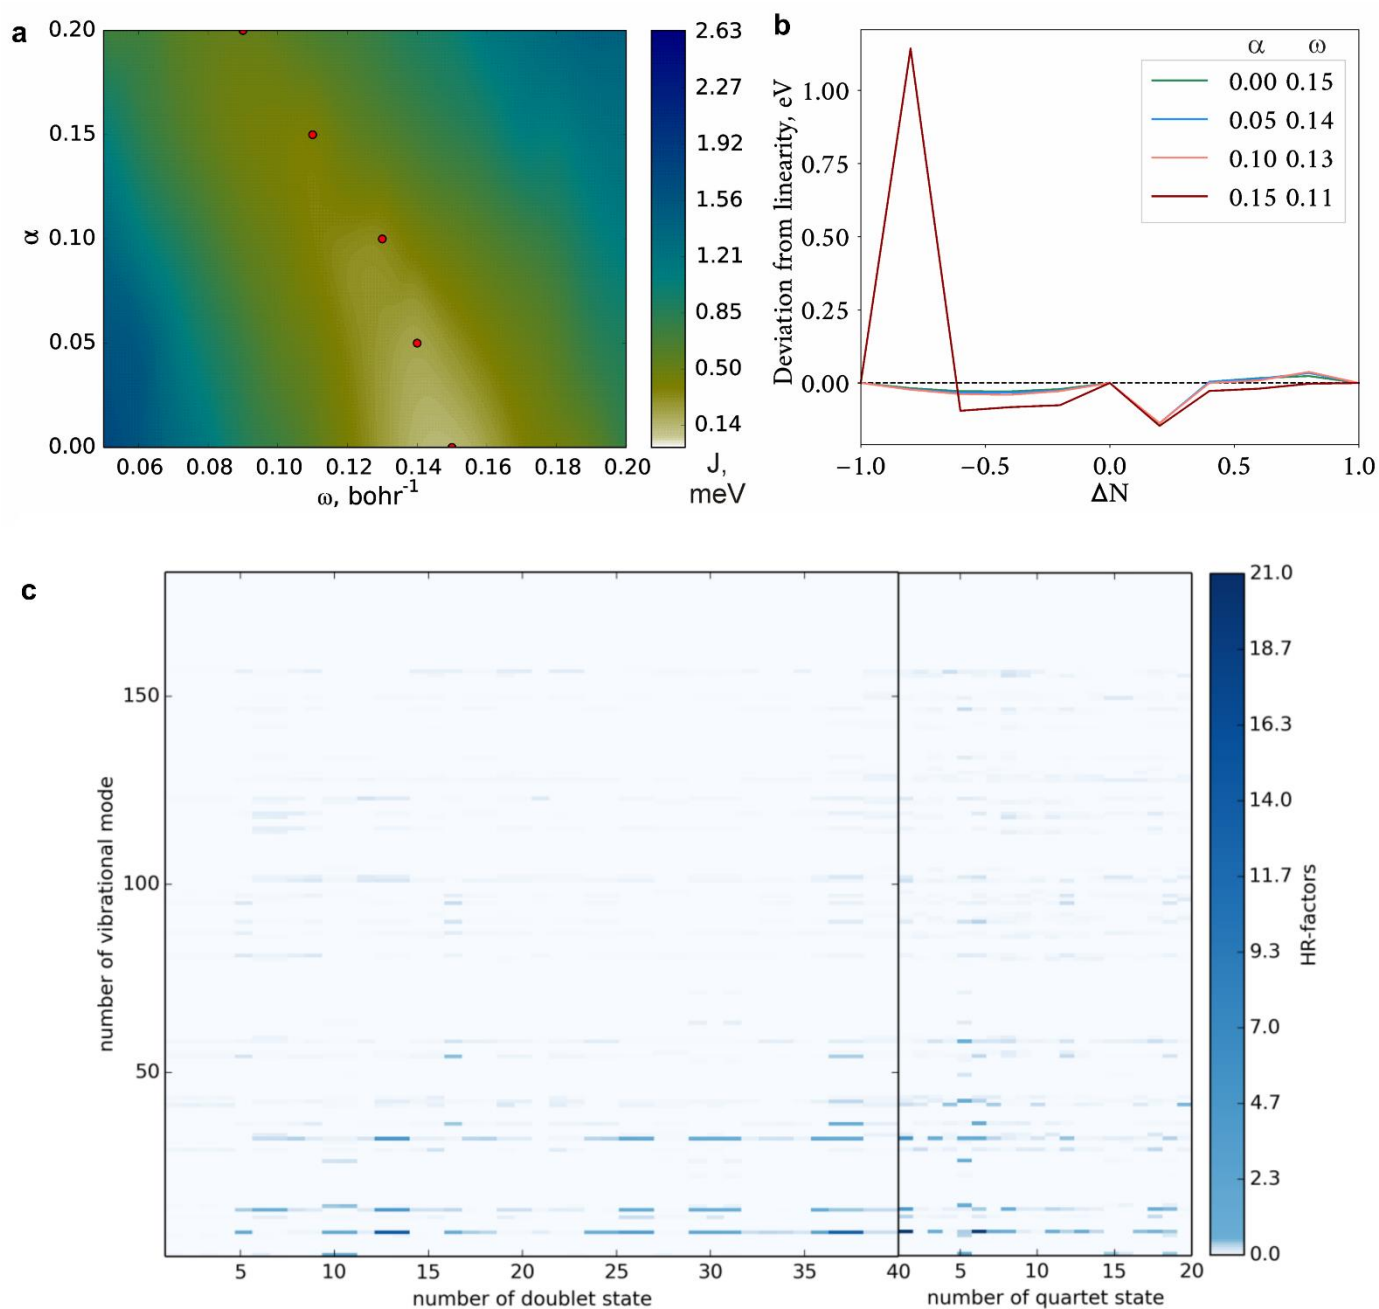 a
0.20
0.15
0.10
0.05
0.00
α
0.06 0.08 0.10 0.12 0.14 0.16 0.18 0.20
ω, bohr⁻¹
2.63
2.27
1.92
1.56
1.21
0.85
0.50
0.14
J,
meV
b
Deviation from linearity, eV
1.00
0.75
0.50
0.25
0.00
α ω
0.00 0.15
0.05 0.14
0.10 0.13
0.15 0.11
−1.0 −0.5 0.0 0.5 1.0
ΔN
c
number of vibrational mode
150
100
50
5 10 15 20 25 30 35 40
number of doublet state
5 10 15 20
number of quartet state
21.0
18.7
16.3
14.0
11.7
9.3
7.0
4.7
2.3
0.0
HR-factors